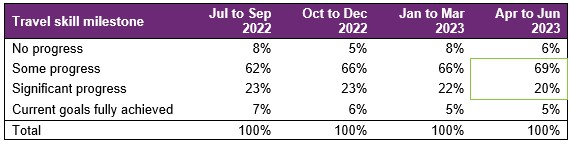 Travel skill milestone Jul to Sep 2022 Oct to Dec 2022 Jan to Mar 2023 Apr to Jun 2023
No progress 8% 5% 8% 6%
Some progress 62% 66% 66% 69%
Significant progress 23% 23% 22% 20%
Current goals fully achieved 7% 6% 5% 5%
Total 100% 100% 100% 100%